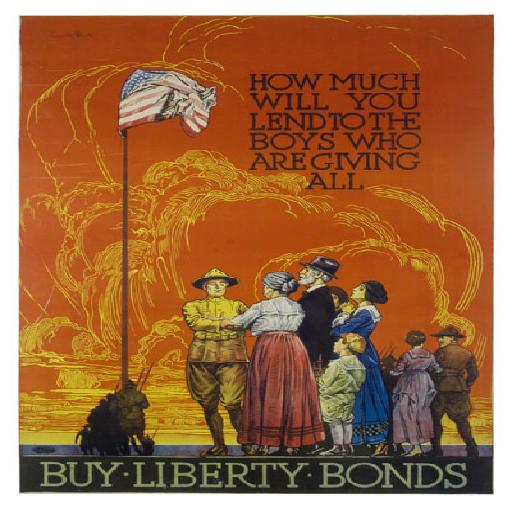 HOW MUCH
WILL YOU
LEND TO THE
BOYS WHO
ARE GIVING
ALL
BUY·LIBERTY·BONDS